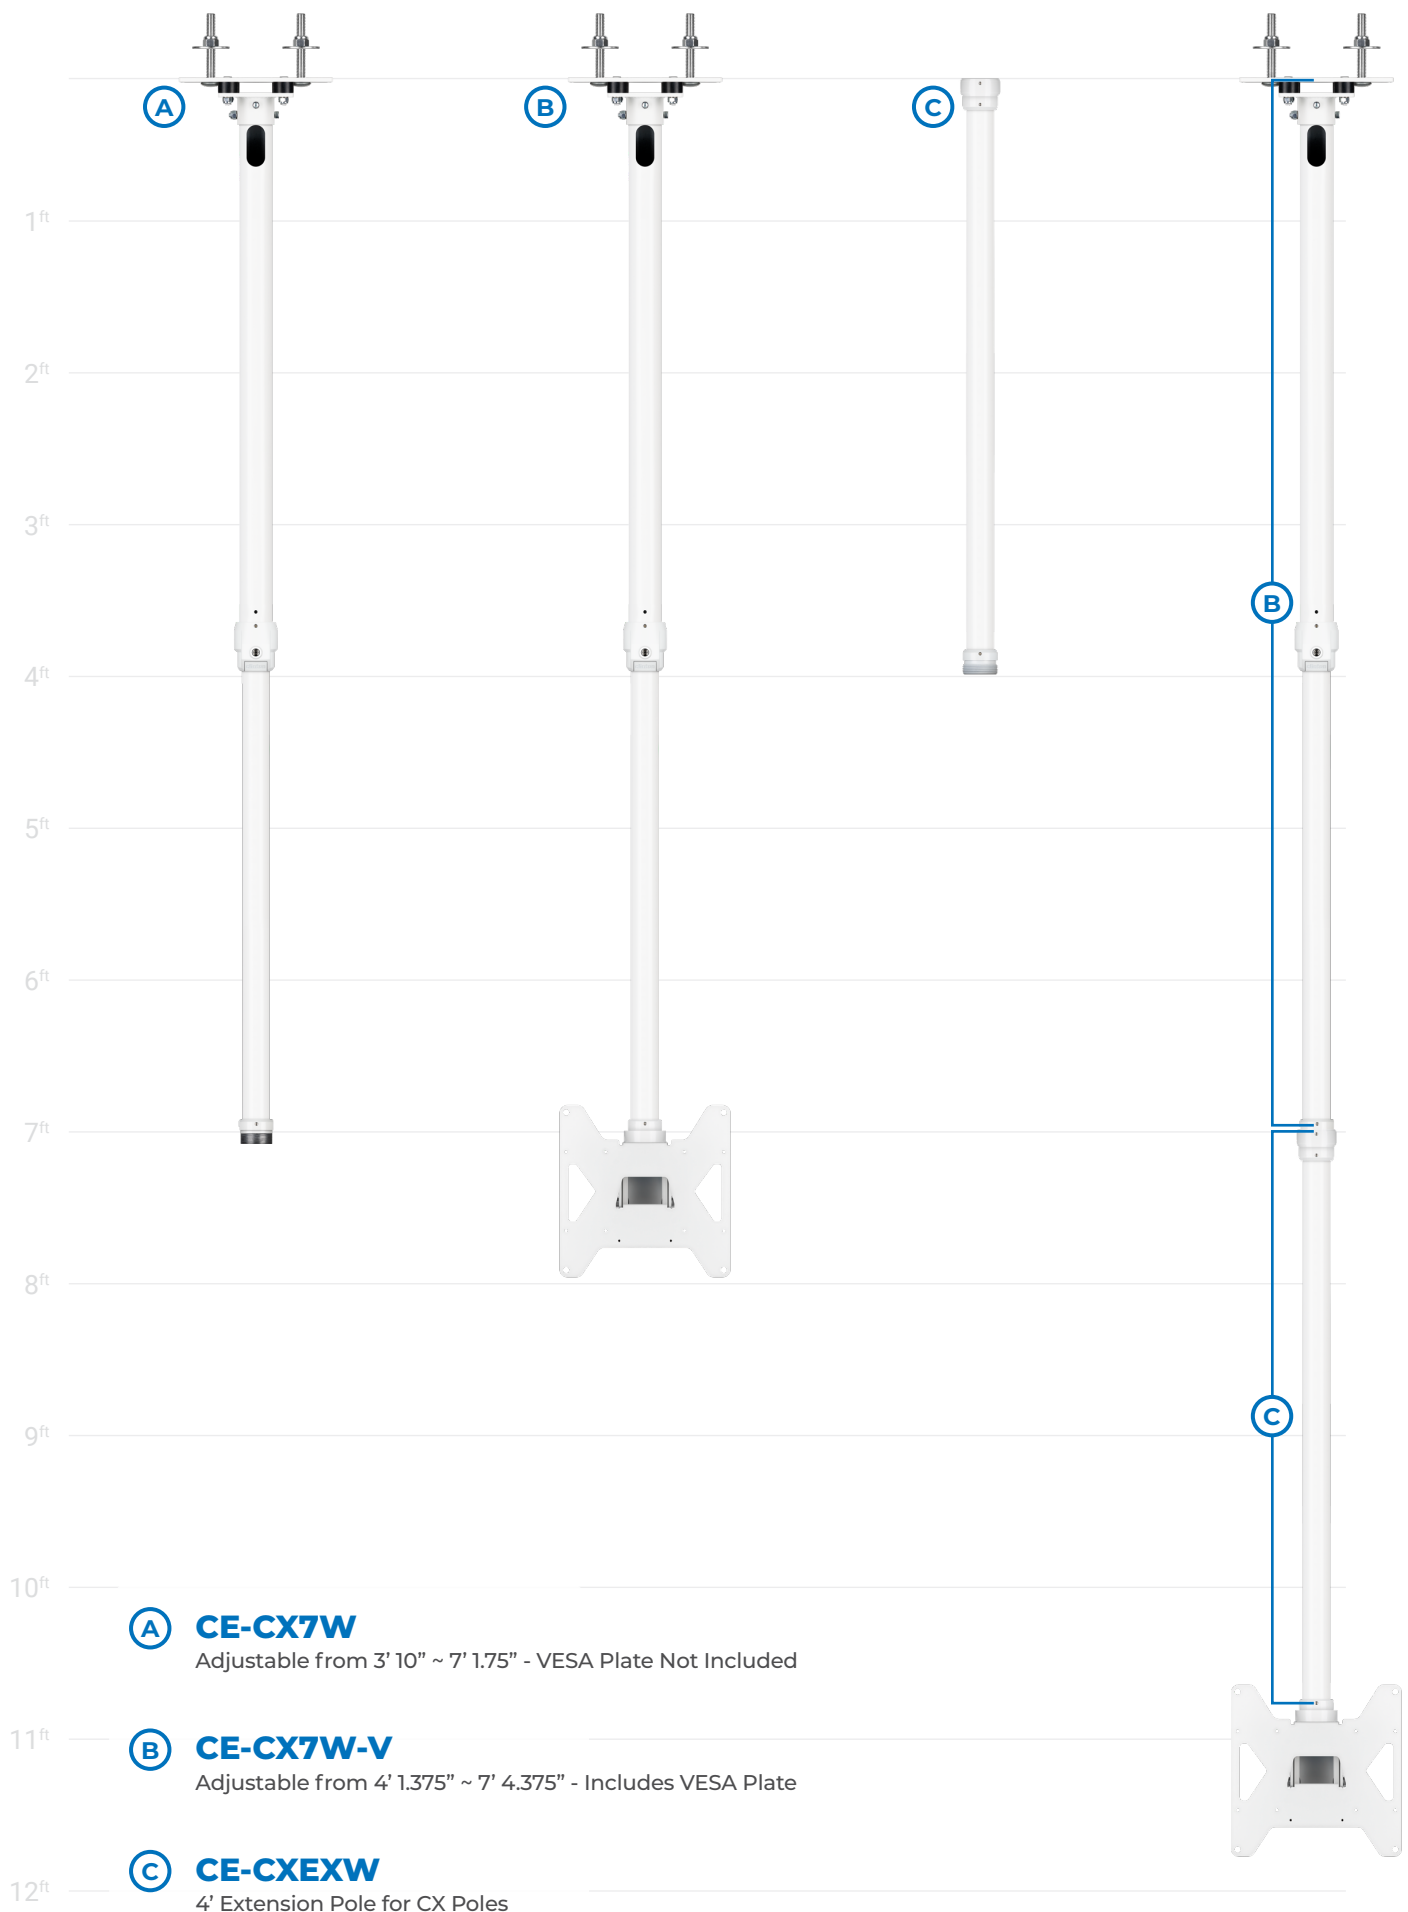 A
B
C
1ft
2ft
3ft
B
4ft
5ft
6ft
7ft
8ft
C
9ft
10ft
A CE-CX7W
Adjustable from 3’ 10” ~ 7’ 1.75” - VESA Plate Not Included
11ft
B CE-CX7W-V
Adjustable from 4’ 1.375” ~ 7’ 4.375” - Includes VESA Plate
C CE-CXEXW
12ft
4’ Extension Pole for CX Poles